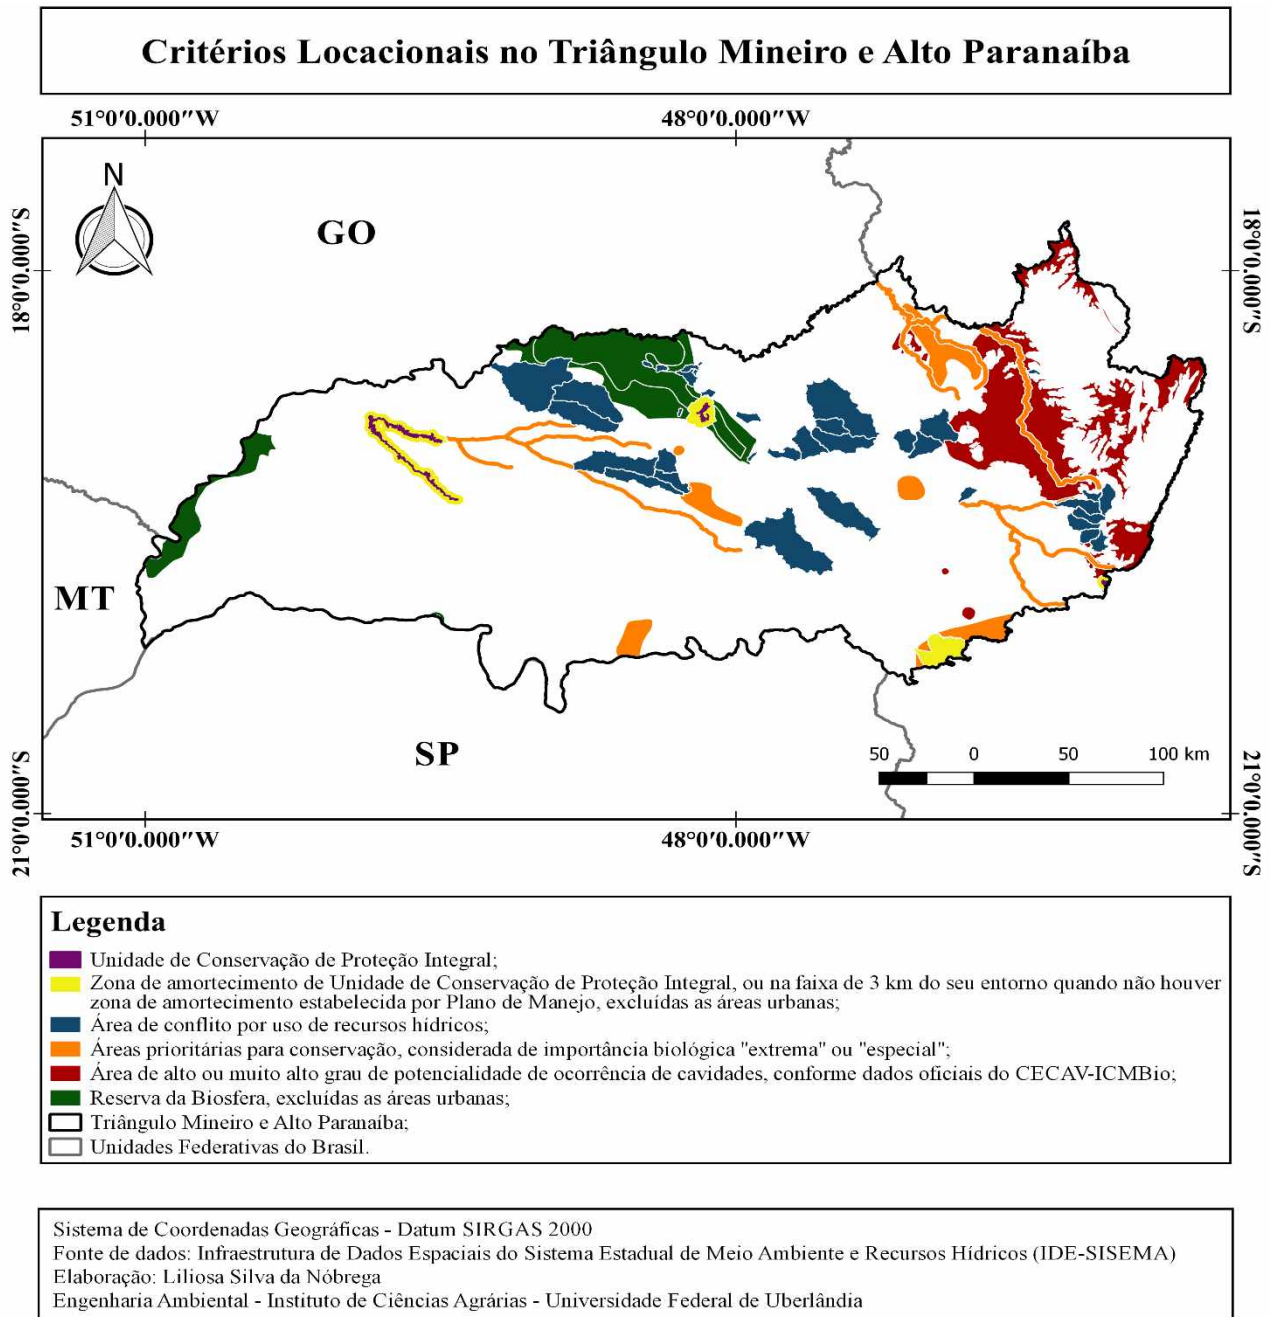 Critérios Locacionais no Triângulo Mineiro e Alto Paranaíba
51°0'0.000"W
48°0'0.000"W
N
GO
18°0'0.000"S
18°0'0.000"S
MT
SP
50 0 50 100 km
21°0'0.000"S
21°0'0.000"S
51°0'0.000"W
48°0'0.000"W
Legenda
Unidade de Conservação de Proteção Integral;
Zona de amortecimento de Unidade de Conservação de Proteção Integral, ou na faixa de 3 km do seu entorno quando não houver
zona de amortecimento estabelecida por Plano de Manejo, excluídas as áreas urbanas;
Área de conflito por uso de recursos hídricos;
Áreas prioritárias para conservação, considerada de importância biológica "extrema" ou "especial";
Área de alto ou muito alto grau de potencialidade de ocorrência de cavidades, conforme dados oficiais do CECAV-ICMBio;
Reserva da Biosfera, excluídas as áreas urbanas;
Triângulo Mineiro e Alto Paranaíba;
Unidades Federativas do Brasil.
Sistema de Coordenadas Geográficas - Datum SIRGAS 2000
Fonte de dados: Infraestrutura de Dados Espaciais do Sistema Estadual de Meio Ambiente e Recursos Hídricos (IDE-SISEMA)
Elaboração: Liliosa Silva da Nóbrega
Engenharia Ambiental - Instituto de Ciências Agrárias - Universidade Federal de Uberlândia